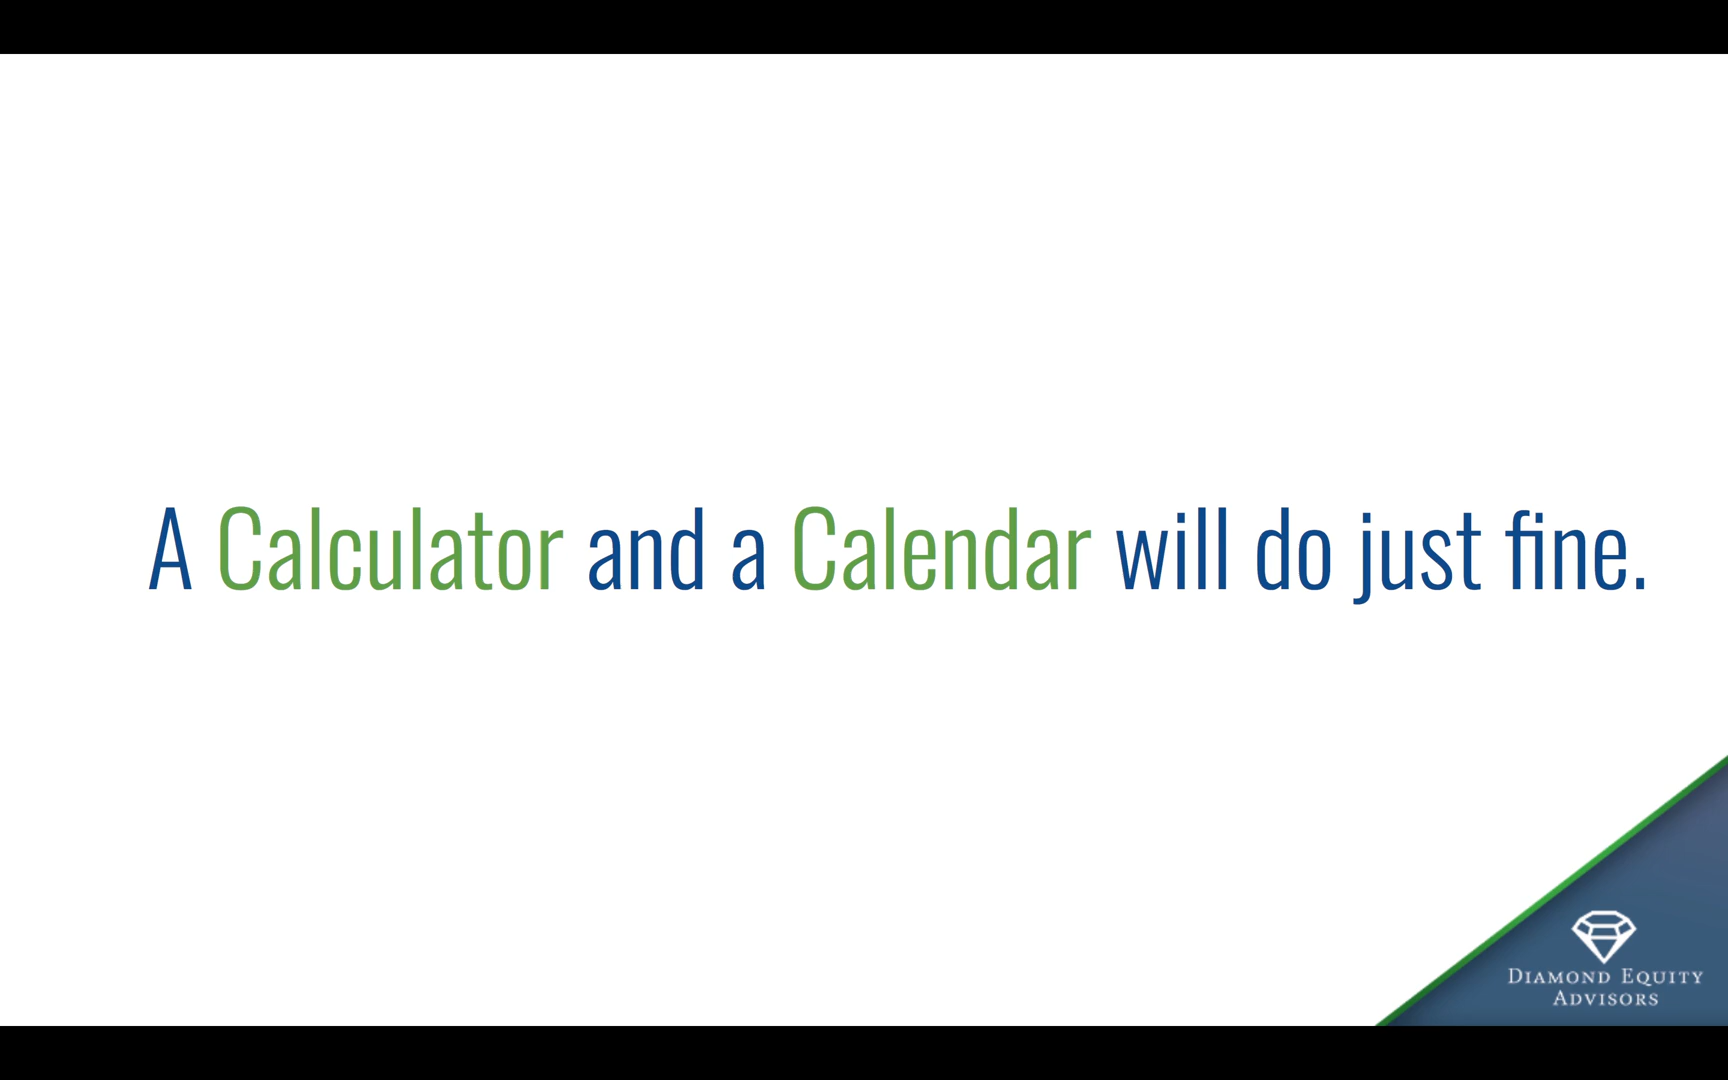 A Calculator and a Calendar will do just fine.
DIAMOND EQUITY
ADVISORS